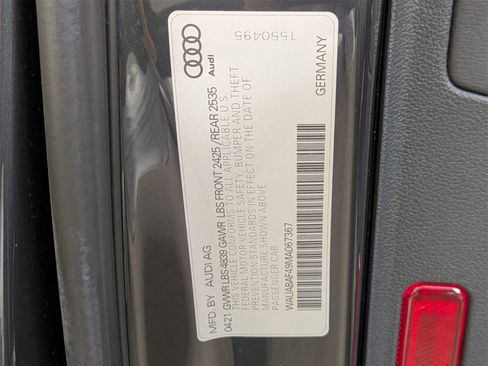 1550495
Audi
GERMANY
MFD. BY AUDI AG
04 21 GVWR LBS 4839 GAWR LBS FRONT 2425 / REAR 2535
THIS VEHICLE CONFORMS TO ALL APPLICABLE U.S.
FEDERAL MOTOR VEHICLE SAFETY, BUMPER AND THEFT
PREVENTION STANDARDS IN EFFECT ON THE DATE OF
MANUFACTURE SHOWN ABOVE.
PASSENGER CAR
WAUABAF49MA067367